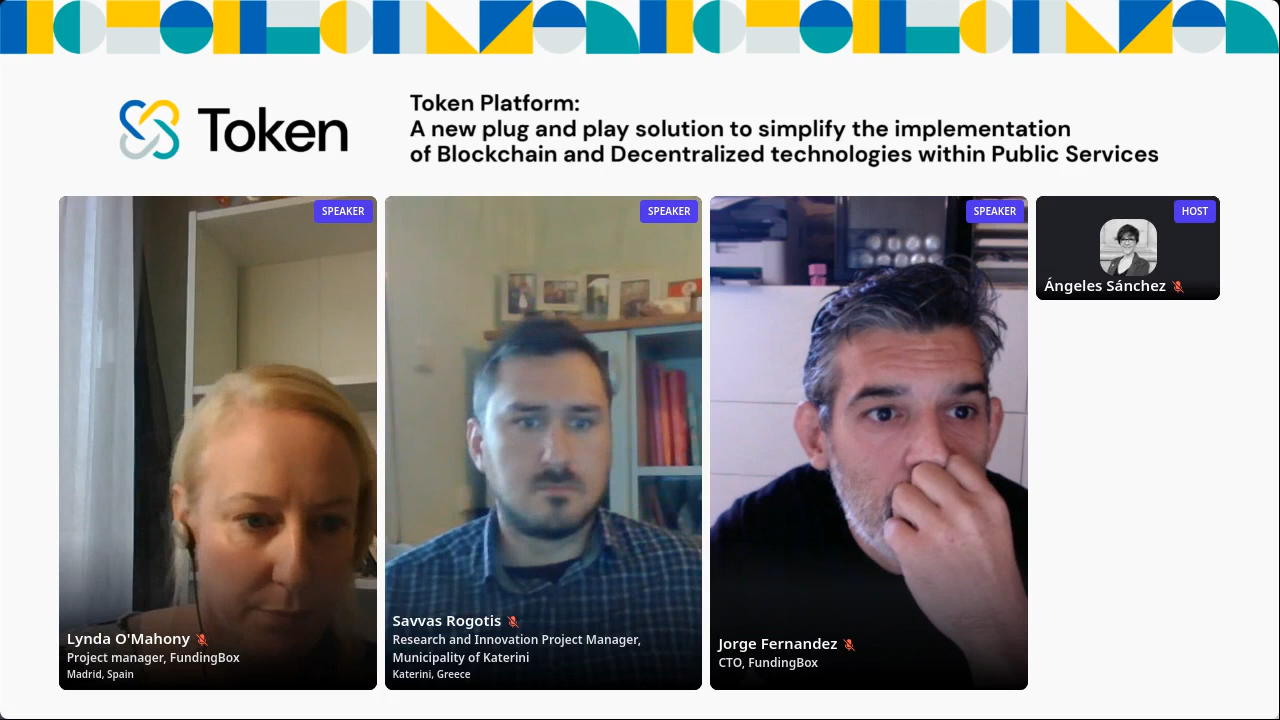 Token
Token Platform:
A new plug and play solution to simplify the implementation
of Blockchain and Decentralized technologies within Public Services
SPEAKER
SPEAKER
SPEAKER
HOST
Ángeles Sánchez
Lynda O'Mahony
Project manager, FundingBox
Madrid, Spain
Savvas Rogotis
Research and Innovation Project Manager,
Municipality of Katerini
Katerini, Greece
Jorge Fernandez
CTO, FundingBox